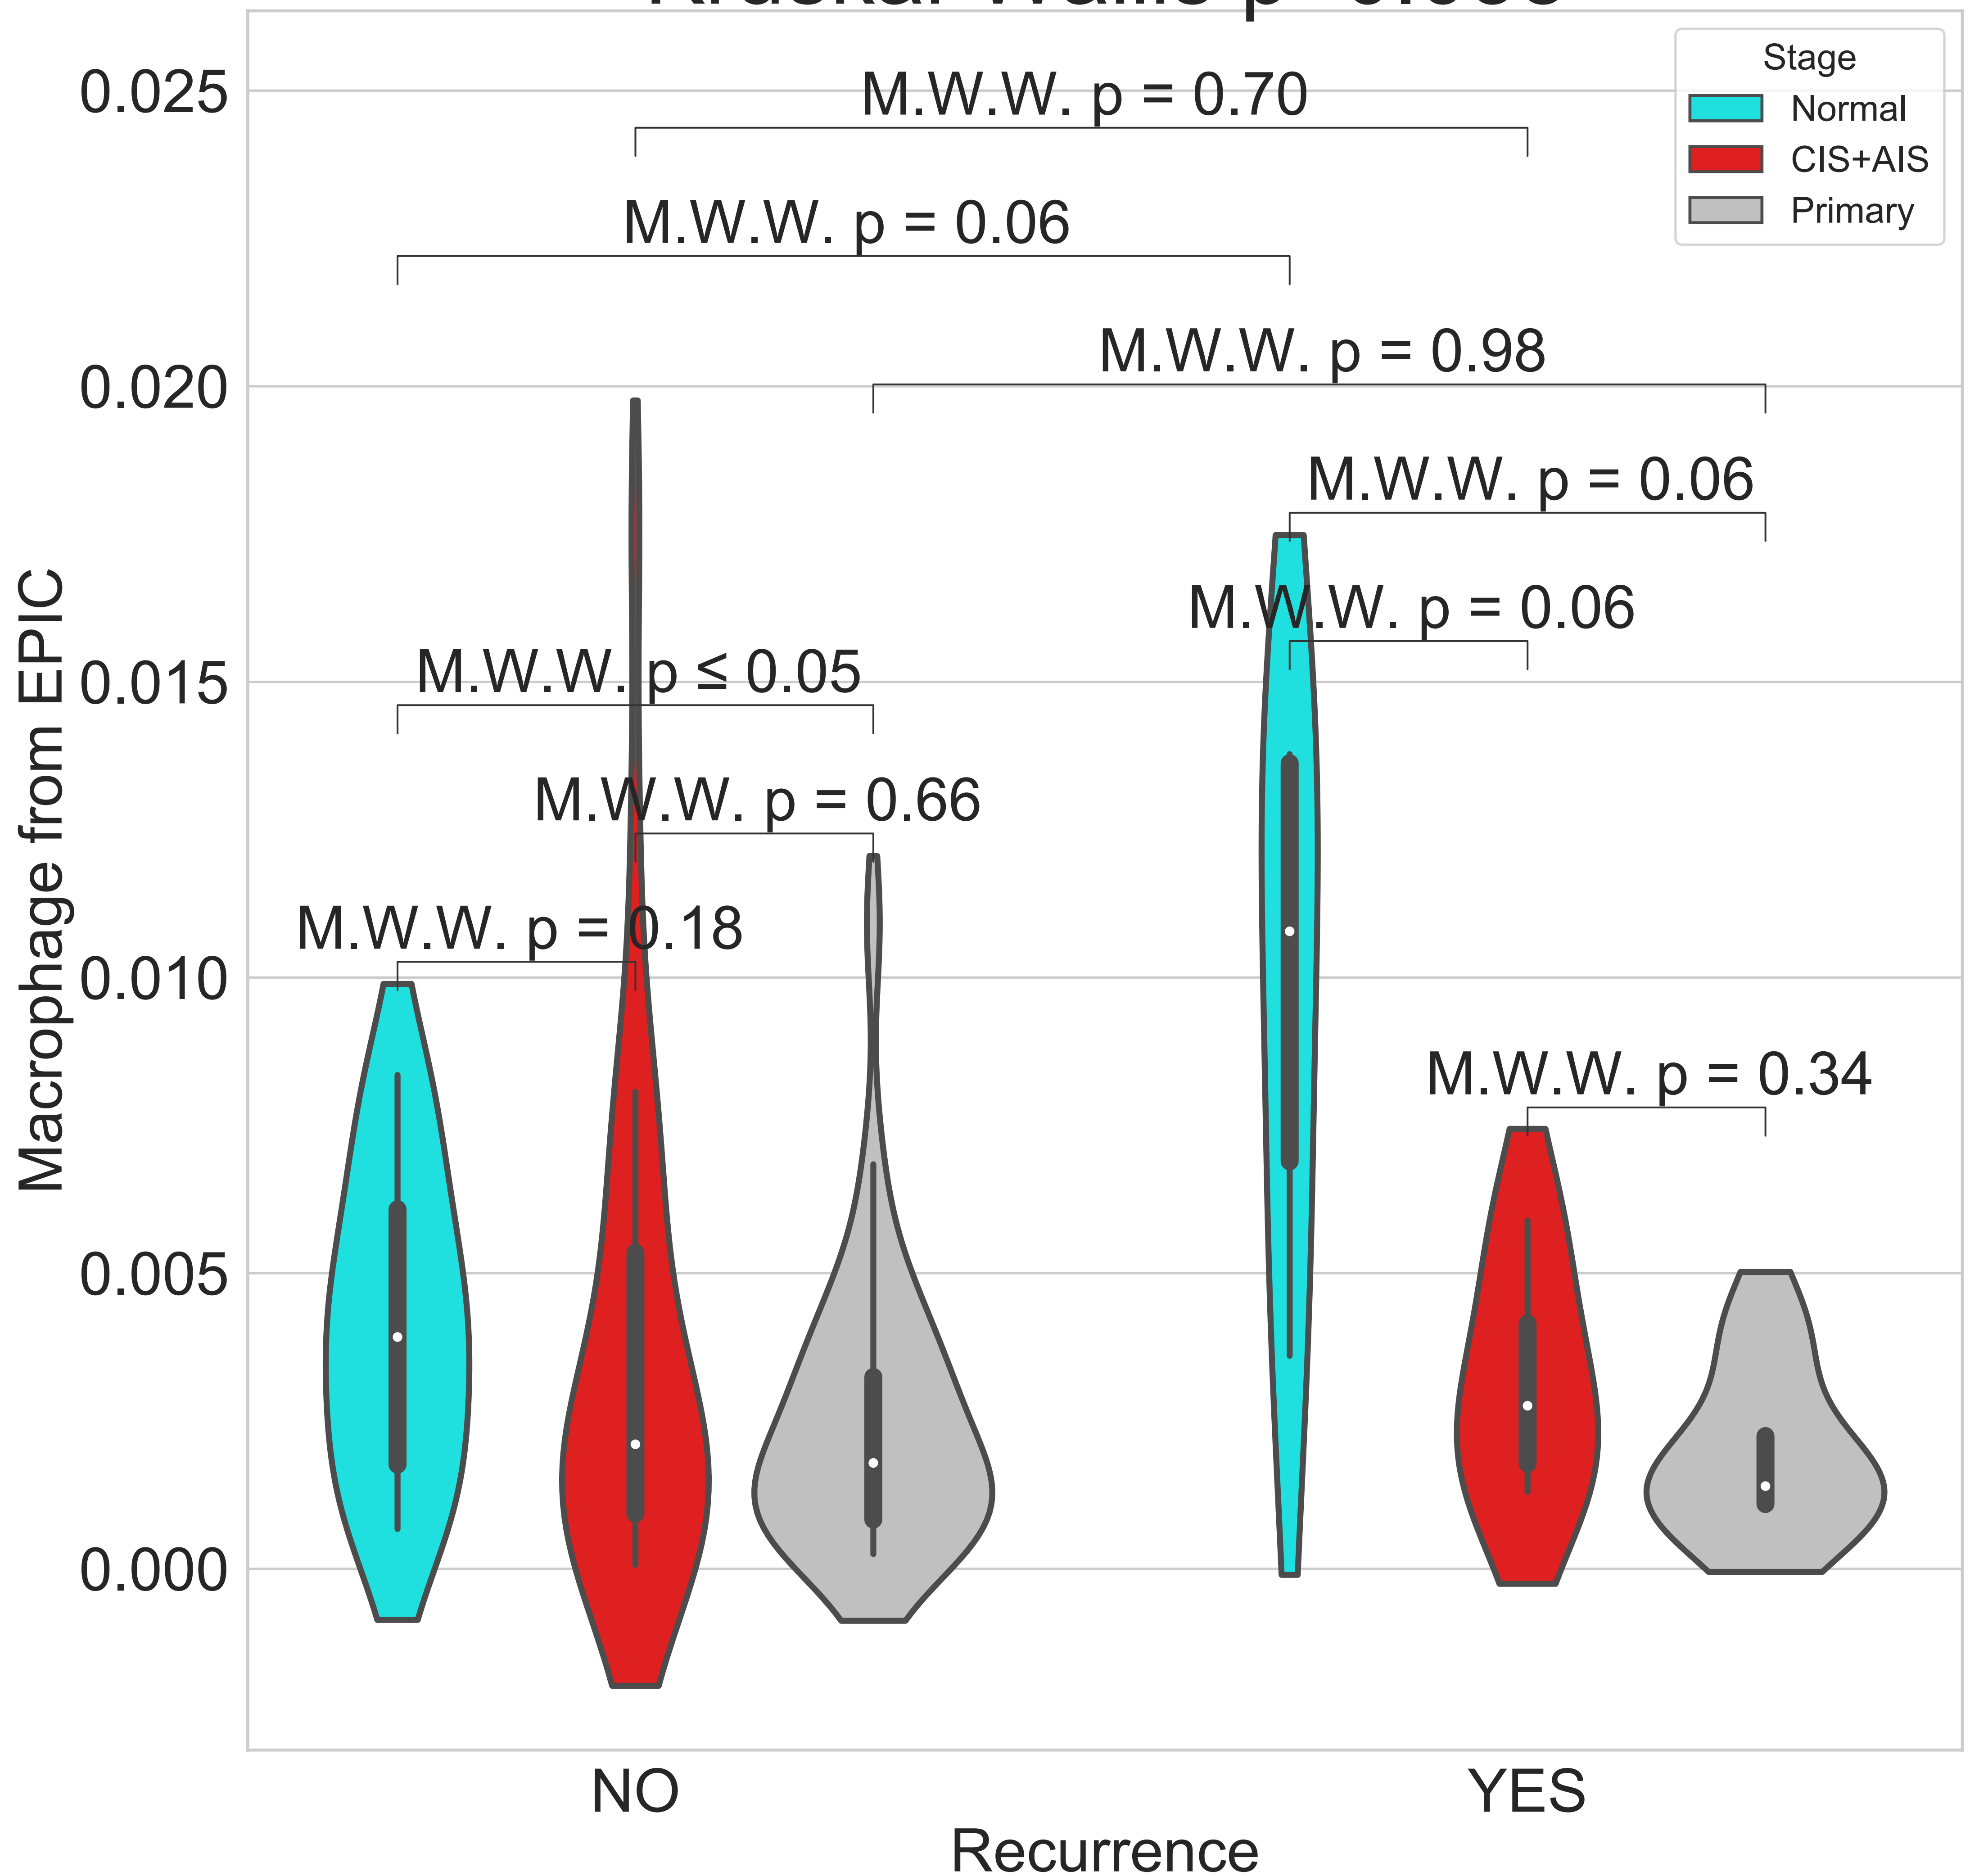 Stage
Normal
CIS+AIS
Primary
M.W.W. p = 0.70
M.W.W. p = 0.06
M.W.W. p = 0.98
M.W.W. p = 0.06
M.W.W. p = 0.06
M.W.W. p ≤ 0.05
M.W.W. p = 0.66
M.W.W. p = 0.18
M.W.W. p = 0.34
0.025
0.020
0.015
0.010
0.005
0.000
Macrophage from EPIC
NO
YES
Recurrence